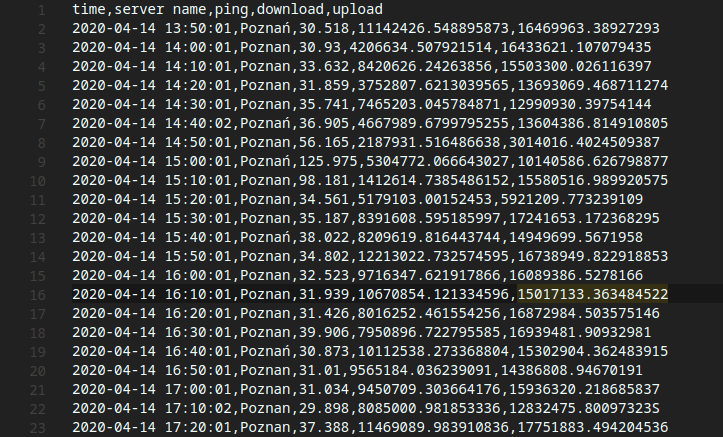 1 time,server name,ping,download,upload
2 2020-04-14 13:50:01,Poznań,30.518,11142426.548895873,16469963.38927293
3 2020-04-14 14:00:01,Poznań,30.93,4206634.507921514,16433621.107079435
4 2020-04-14 14:10:01,Poznań,33.632,8420626.24263856,15503300.026116397
5 2020-04-14 14:20:01,Poznań,31.859,3752807.6213039565,13693069.468711274
6 2020-04-14 14:30:01,Poznań,35.741,7465203.045784871,12990930.39754144
7 2020-04-14 14:40:02,Poznań,36.905,4667989.6799795255,13604386.814910805
8 2020-04-14 14:50:01,Poznań,56.165,2187931.516486638,3014016.4024509387
9 2020-04-14 15:00:01,Poznań,125.975,5304772.066643027,10140586.626798877
10 2020-04-14 15:10:01,Poznań,98.181,1412614.7385486152,15580516.989920575
11 2020-04-14 15:20:01,Poznań,34.561,5179103.00152453,5921209.773239109
12 2020-04-14 15:30:01,Poznań,35.187,8391608.595185997,17241653.172368295
13 2020-04-14 15:40:01,Poznań,38.022,8209619.816443744,14949699.5671958
14 2020-04-14 15:50:01,Poznań,34.802,12213022.732574595,16738949.822918853
15 2020-04-14 16:00:01,Poznań,32.523,9716347.621917866,16089386.5278166
16 2020-04-14 16:10:01,Poznań,31.939,10670854.121334596,15017133.363484522
17 2020-04-14 16:20:01,Poznań,31.426,8016252.461554256,16872984.503575146
18 2020-04-14 16:30:01,Poznań,39.906,7950896.722795585,16939481.90932981
19 2020-04-14 16:40:01,Poznań,30.873,10112538.273368804,15302904.362483915
20 2020-04-14 16:50:01,Poznań,31.01,9565184.036239091,14386808.94670191
21 2020-04-14 17:00:01,Poznań,31.034,9450709.303664176,15936320.218685837
22 2020-04-14 17:10:02,Poznań,29.898,8085000.981853336,12832475.80097323S
23 2020-04-14 17:20:01,Poznań,37.388,11469089.983910836,17751883.494204536